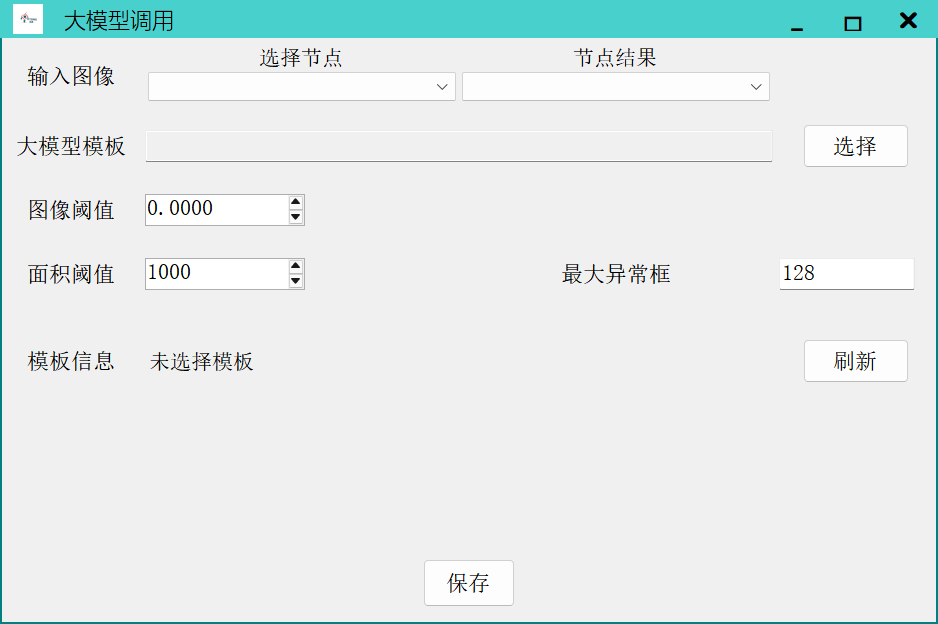 大模型调用
选择节点 节点结果
输入图像
大模型模板 选择
图像阈值 0.0000
面积阈值 1000 最大异常框 128
模板信息 未选择模板 刷新
保存